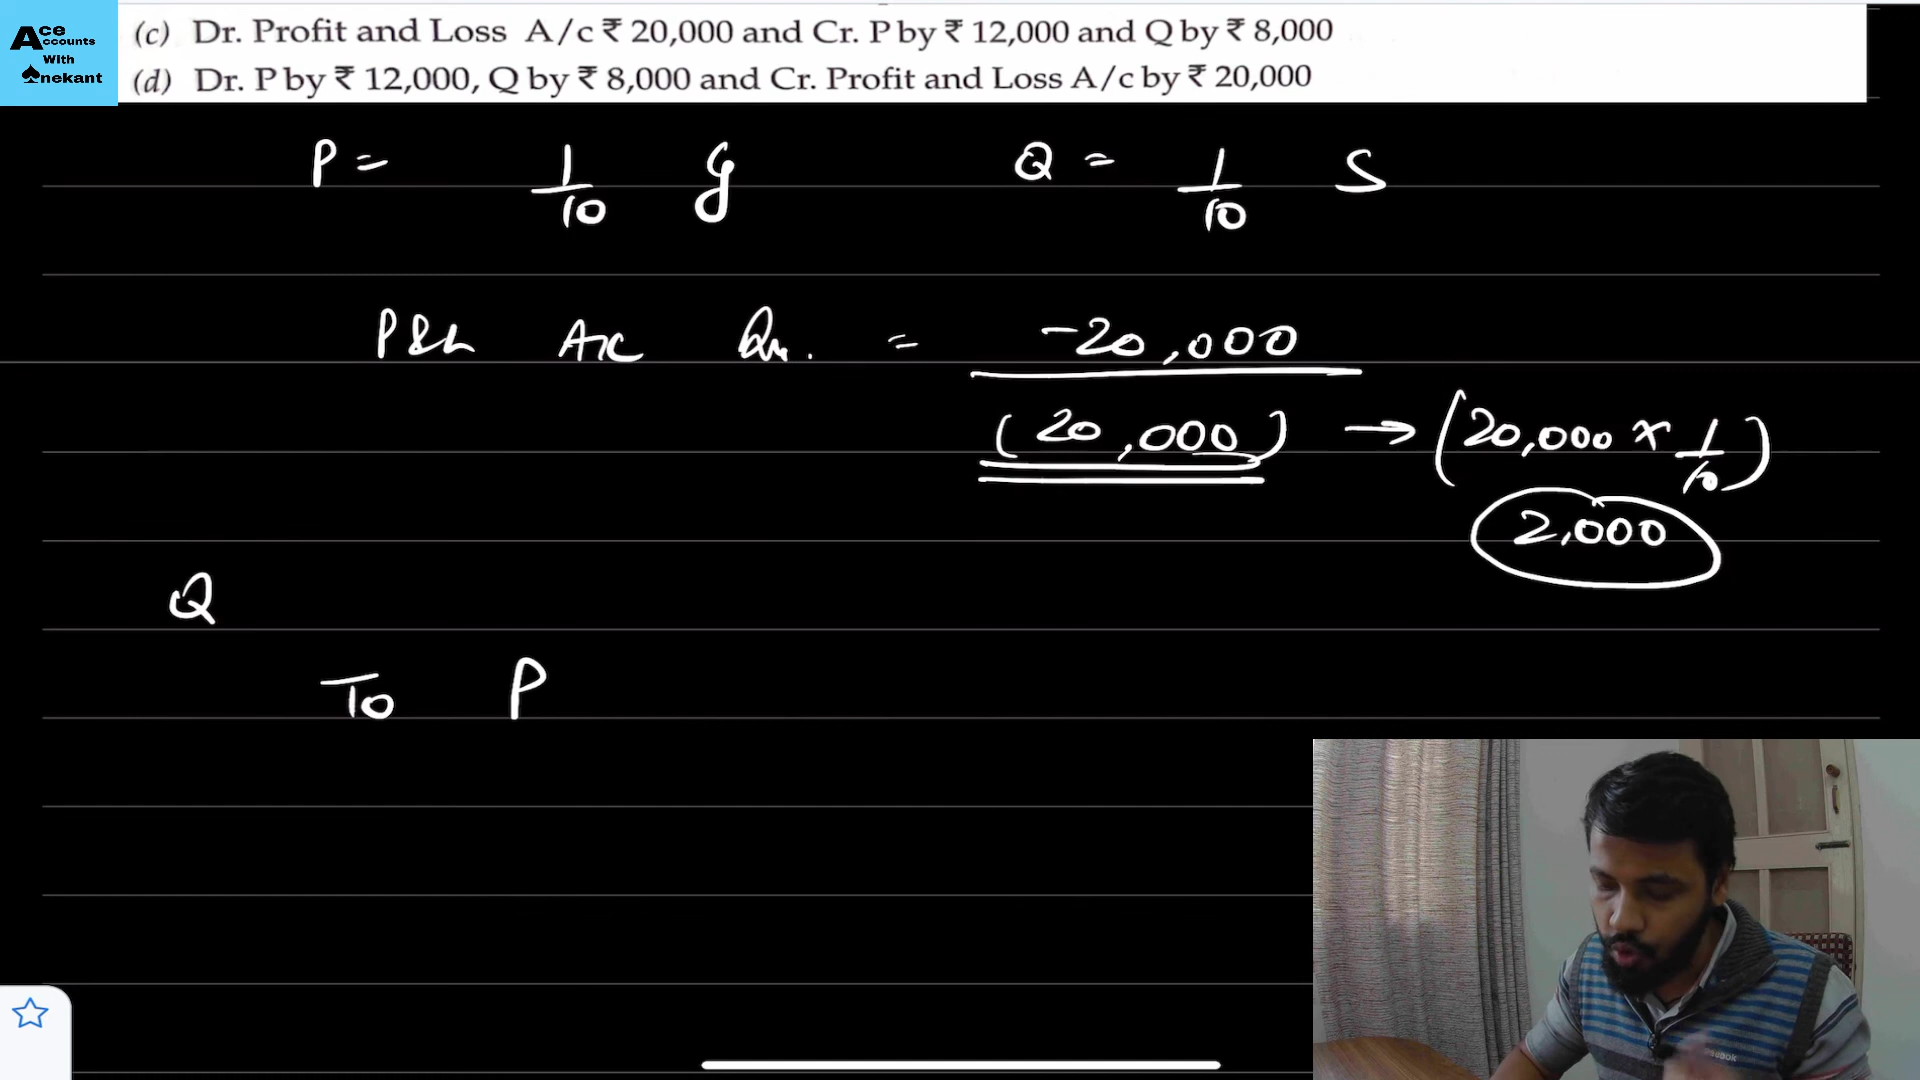 Ace
Accounts
With
Anekant
(c) Dr. Profit and Loss A/c ₹ 20,000 and Cr. P by ₹ 12,000 and Q by ₹ 8,000
(d) Dr. P by ₹ 12,000, Q by ₹ 8,000 and Cr. Profit and Loss A/c by ₹ 20,000
P = 1/10 G Q = 1/10 S
P&L A/C Dr. = -20,000
(20,000) → (20,000 × 1/10)
2,000
Q
To P
Reebok